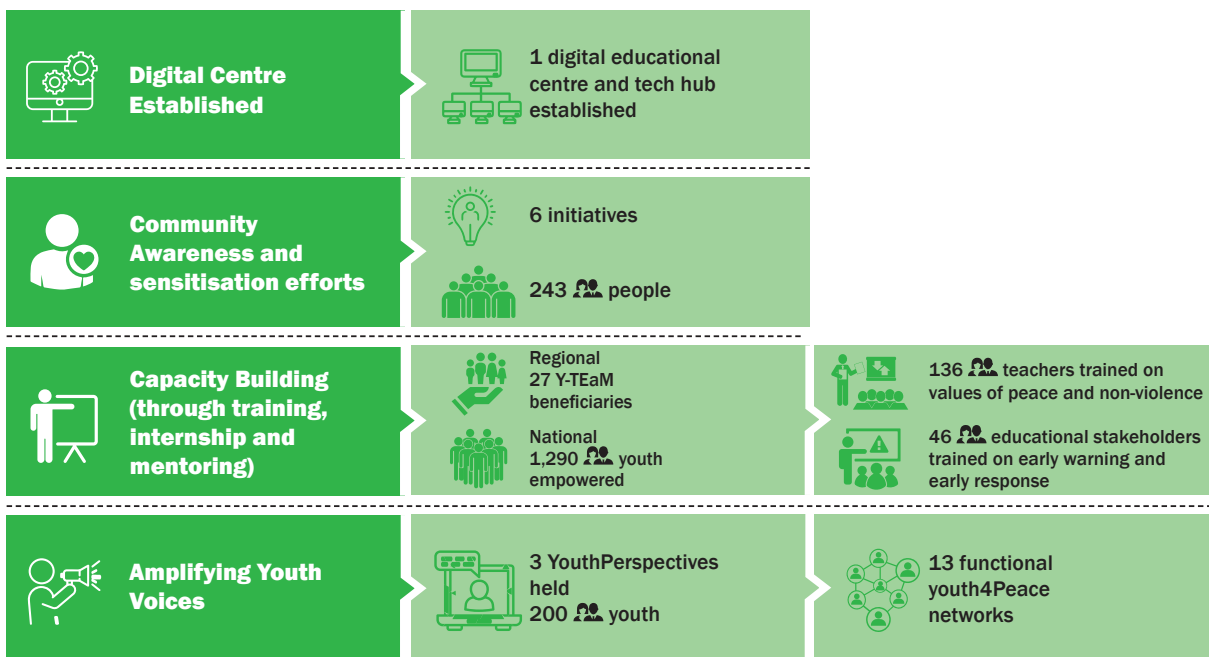 Digital Centre
Established
1 digital educational
centre and tech hub
established
Community
Awareness and
sensitisation efforts
6 initiatives
243 people
Capacity Building
(through training,
internship and
mentoring)
Regional
27 Y-TEaM
beneficiaries
National
1,290 youth
empowered
136 teachers trained on
values of peace and non-violence
46 educational stakeholders
trained on early warning and
early response
Amplifying Youth
Voices
3 YouthPerspectives
held
200 youth
13 functional
youth4Peace
networks